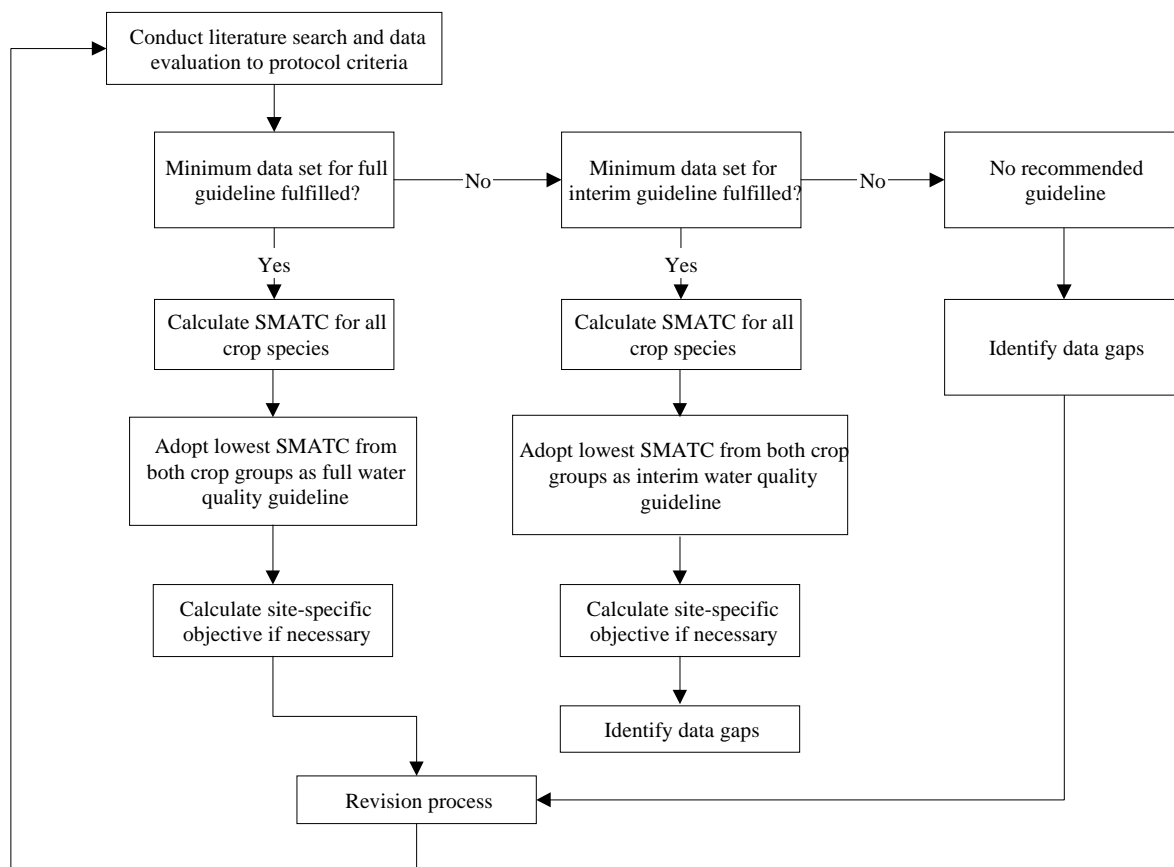 Conduct literature search and data
evaluation to protocol criteria
Minimum data set for full
guideline fulfilled?
No
Minimum data set for
interim guideline fulfilled?
No
No recommended
guideline
Yes
Yes
Calculate SMATC for all
crop species
Calculate SMATC for all
crop species
Identify data gaps
Adopt lowest SMATC from
both crop groups as full water
quality guideline
Adopt lowest SMATC from both crop
groups as interim water quality
guideline
Calculate site-specific
objective if necessary
Calculate site-specific
objective if necessary
Identify data gaps
Revision process